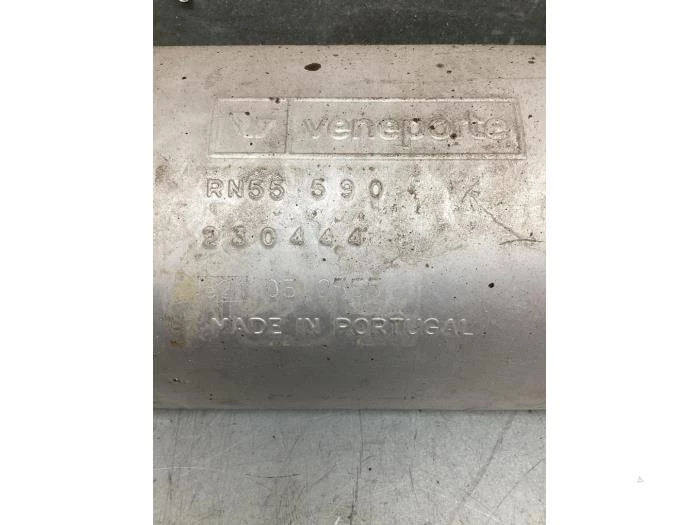 veneporte
RN55 590
230444
MADE IN PORTUGAL